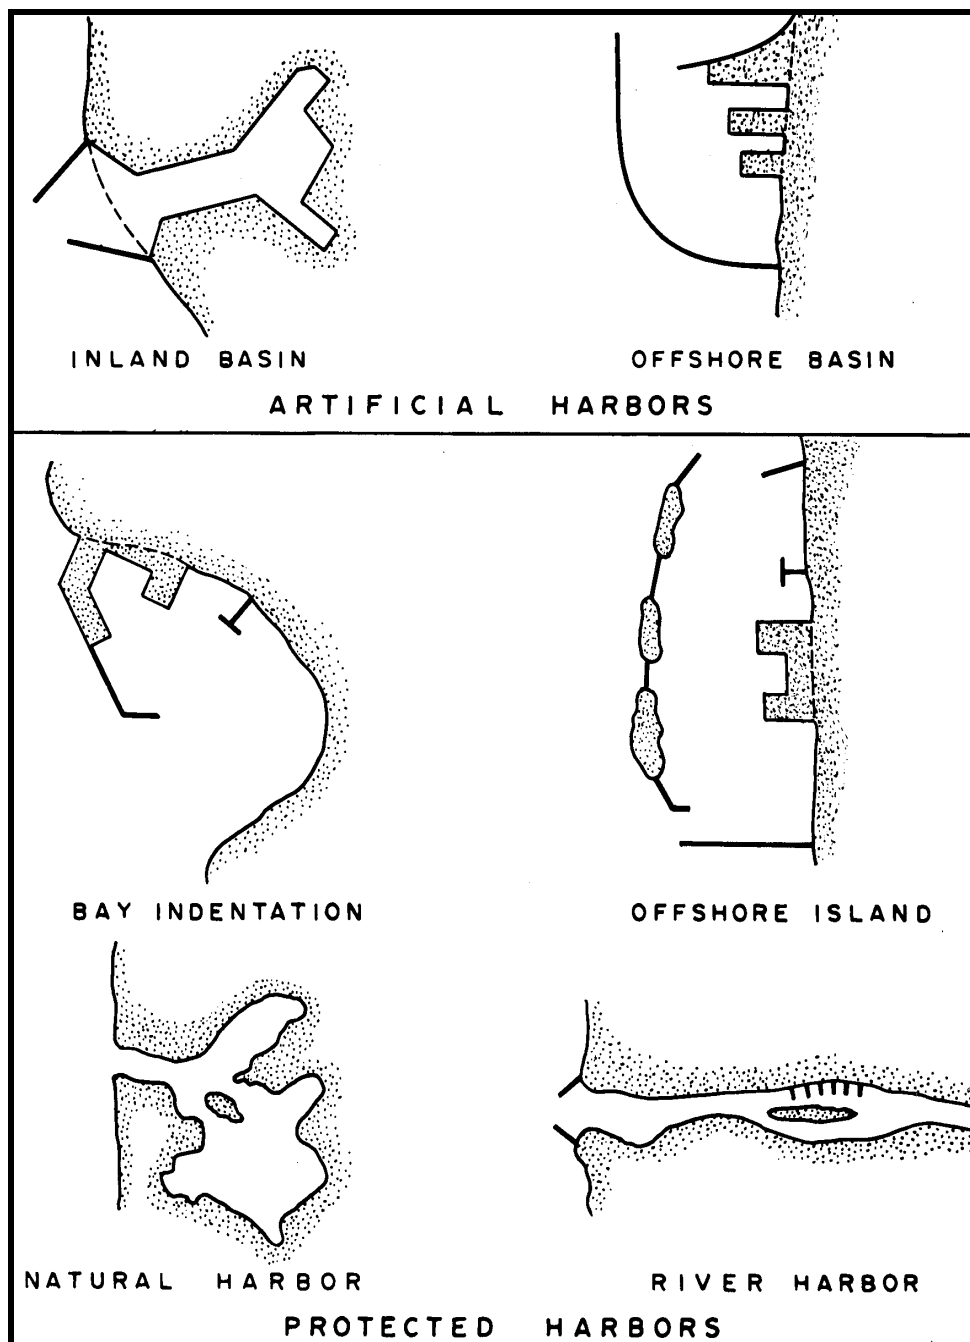 INLAND BASIN
OFFSHORE BASIN
ARTIFICIAL HARBORS
BAY INDENTATION
OFFSHORE ISLAND
NATURAL HARBOR
RIVER HARBOR
PROTECTED HARBORS